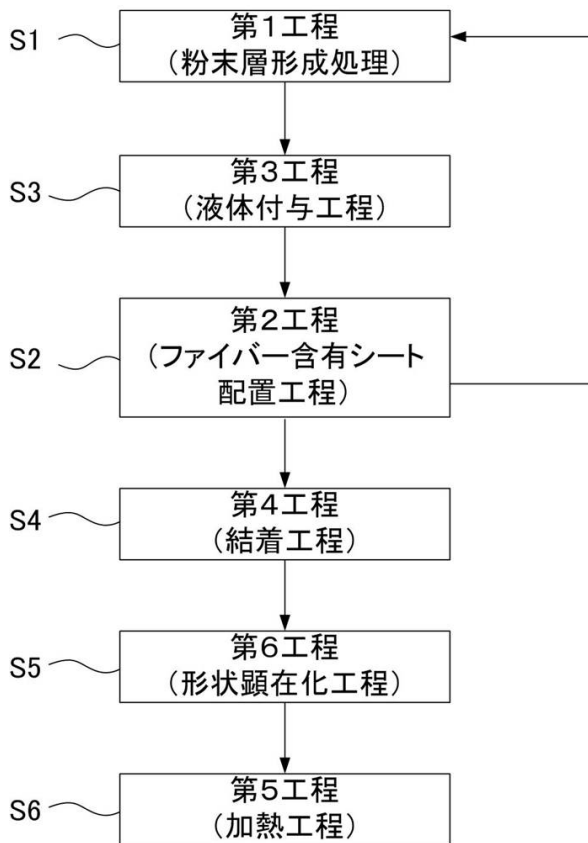 S1
第1工程
(粉末層形成処理)
S3
第3工程
(液体付与工程)
S2
第2工程
(ファイバー含有シート
配置工程)
S4
第4工程
(結着工程)
S5
第6工程
(形状顕在化工程)
S6
第5工程
(加熱工程)